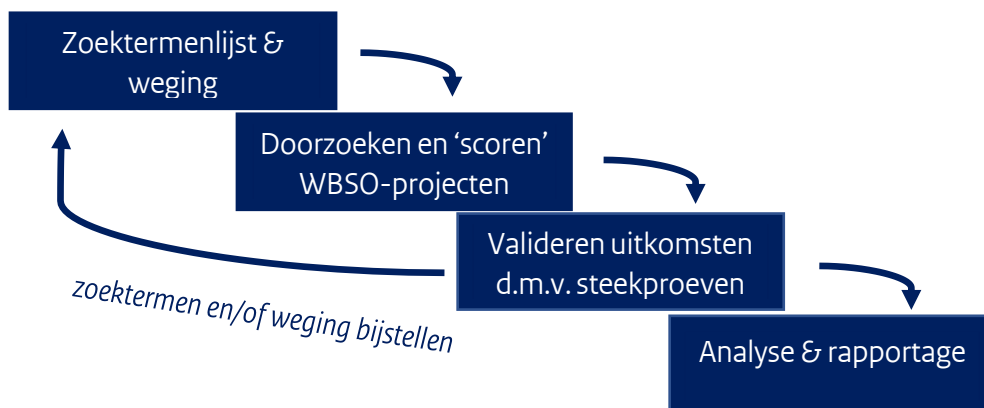 Zoektermenlijst &
weging
Doorzoeken en ‘scoren’
WBSO-projecten
Valideren uitkomsten
d.m.v. steekproeven
zoektermen en/of weging bijstellen
Analyse & rapportage